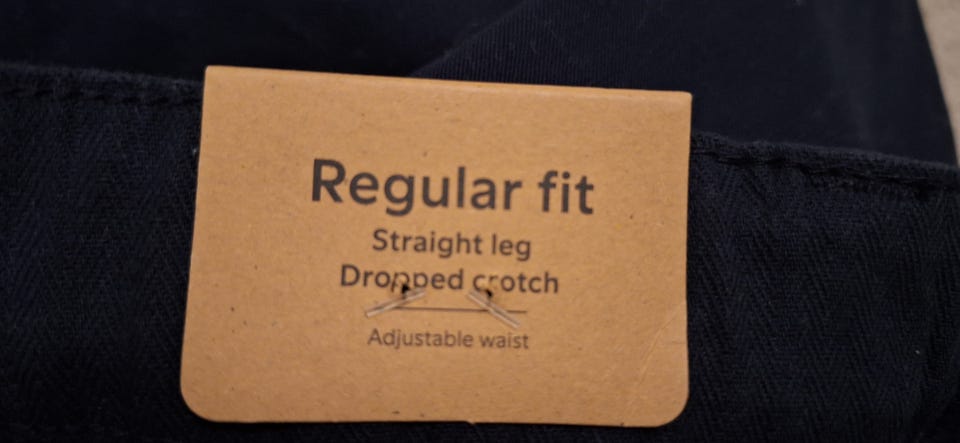 Regular fit
Straight leg
Dropped crotch
Adjustable waist